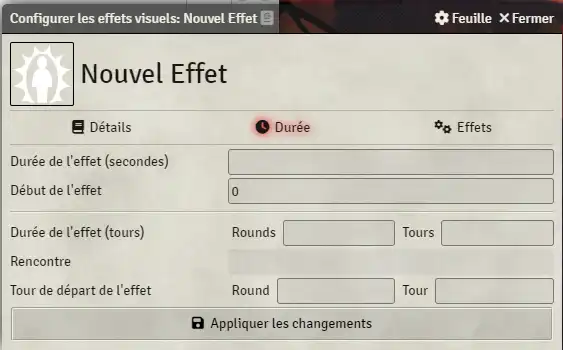 Configurer les effets visuels: Nouvel Effet Feuille Fermer
Nouvel Effet
Détails Durée Effets
Durée de l'effet (secondes)
Début de l'effet 0
Durée de l'effet (tours) Rounds Tours
Rencontre
Tour de départ de l'effet Round Tour
Appliquer les changements